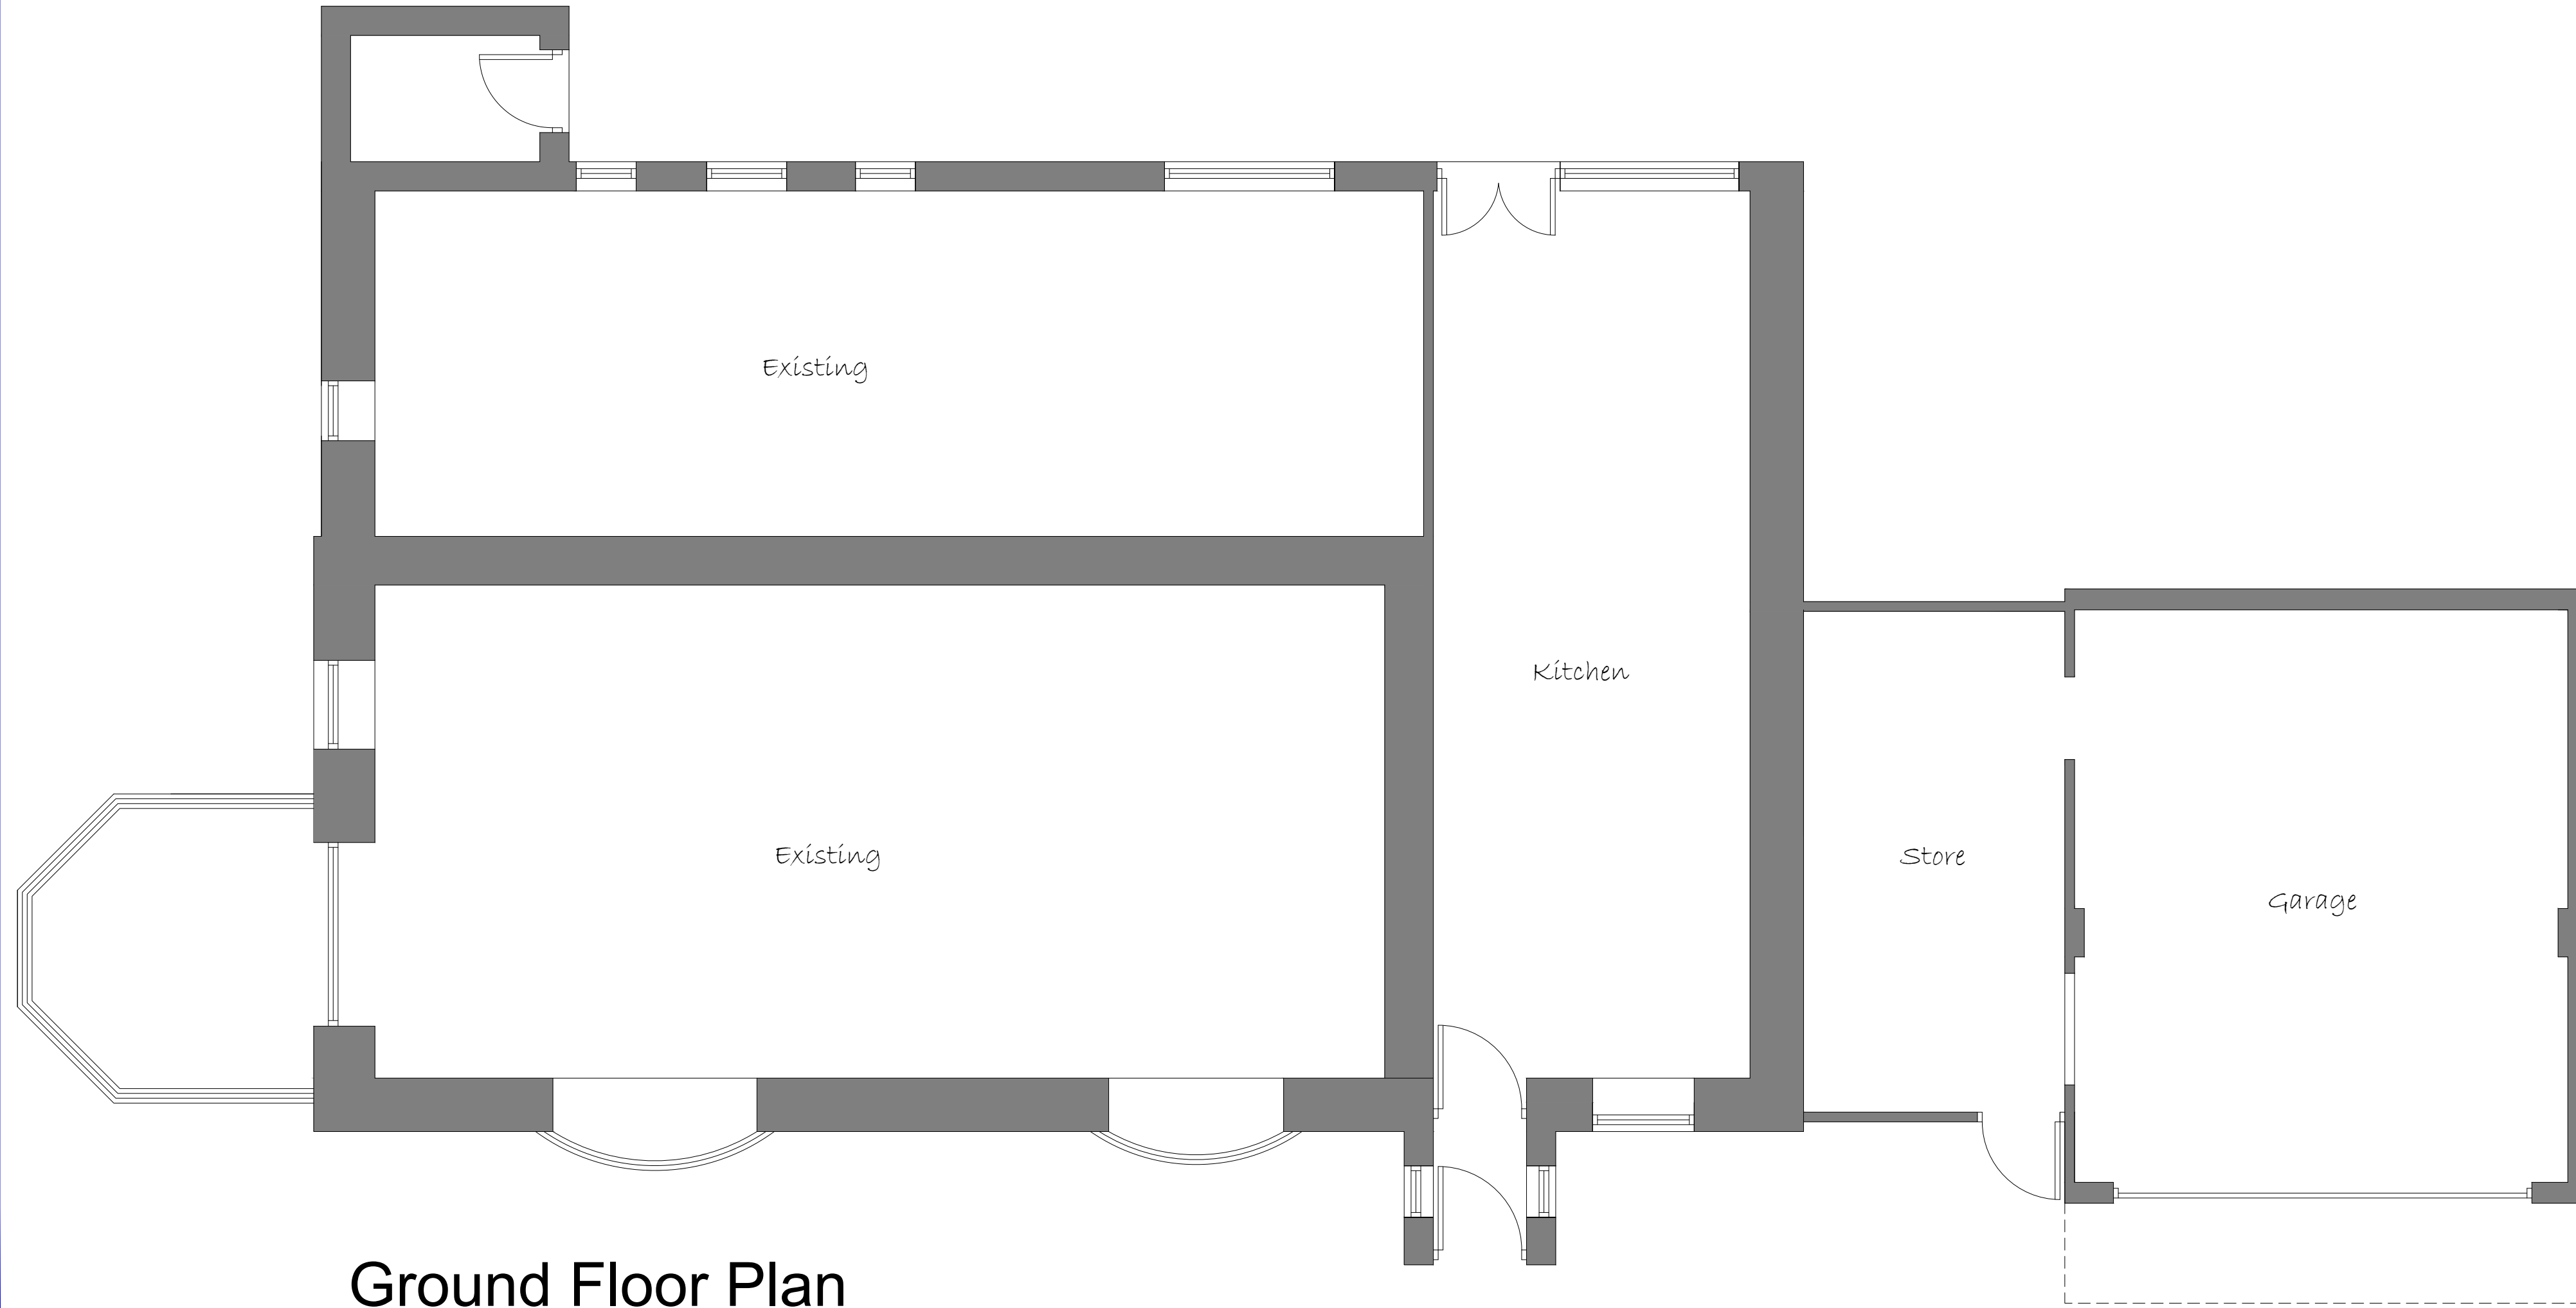 Existing
Kitchen
Existing
Store
Garage
Ground Floor Plan